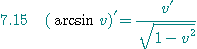 7.15 ( arcsin v)′ = v′ / √(1 − v²)